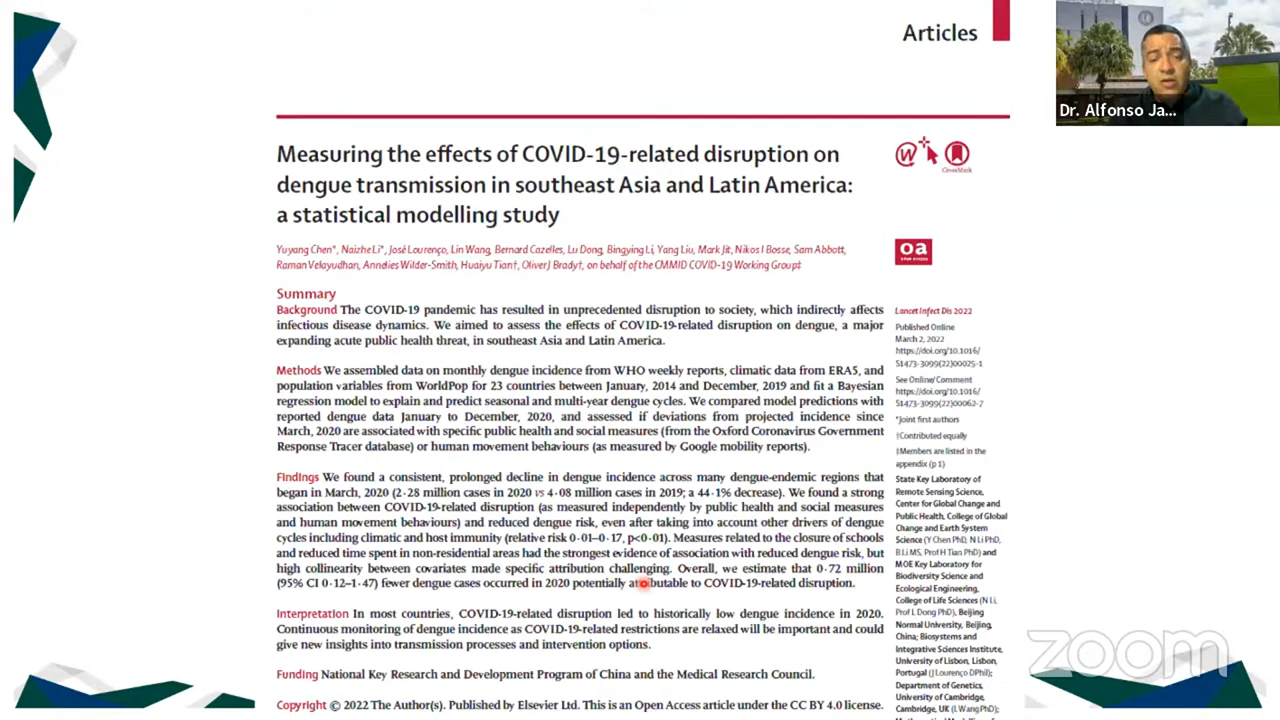 Articles
Dr. Alfonso Ja...
Measuring the effects of COVID-19-related disruption on
dengue transmission in southeast Asia and Latin America:
a statistical modelling study
CrossMark
Yuyang Chen*, Naizhe Li*, José Lourenço, Lin Wang, Bernard Cazelles, Lu Dong, Bingying Li, Yang Liu, Mark Jit, Nikos I Bosse, Sam Abbott,
Raman Velayudhan, Annelies Wilder-Smith, Huaiyu Tian†, Oliver J Brady†, on behalf of the CMMID COVID-19 Working Group‡
oa
Summary
Background The COVID-19 pandemic has resulted in unprecedented disruption to society, which indirectly affects
infectious disease dynamics. We aimed to assess the effects of COVID-19-related disruption on dengue, a major
expanding acute public health threat, in southeast Asia and Latin America.
Methods We assembled data on monthly dengue incidence from WHO weekly reports, climatic data from ERA5, and
population variables from WorldPop for 23 countries between January, 2014 and December, 2019 and fit a Bayesian
regression model to explain and predict seasonal and multi-year dengue cycles. We compared model predictions with
reported dengue data January to December, 2020, and assessed if deviations from projected incidence since
March, 2020 are associated with specific public health and social measures (from the Oxford Coronavirus Government
Response Tracer database) or human movement behaviours (as measured by Google mobility reports).
Findings We found a consistent, prolonged decline in dengue incidence across many dengue-endemic regions that
began in March, 2020 (2·28 million cases in 2020 vs 4·08 million cases in 2019; a 44·1% decrease). We found a strong
association between COVID-19-related disruption (as measured independently by public health and social measures
and human movement behaviours) and reduced dengue risk, even after taking into account other drivers of dengue
cycles including climatic and host immunity (relative risk 0·01–0·17, p<0·01). Measures related to the closure of schools
and reduced time spent in non-residential areas had the strongest evidence of association with reduced dengue risk, but
high collinearity between covariates made specific attribution challenging. Overall, we estimate that 0·72 million
(95% CI 0·12–1·47) fewer dengue cases occurred in 2020 potentially attributable to COVID-19-related disruption.
Interpretation In most countries, COVID-19-related disruption led to historically low dengue incidence in 2020.
Continuous monitoring of dengue incidence as COVID-19-related restrictions are relaxed will be important and could
give new insights into transmission processes and intervention options.
Funding National Key Research and Development Program of China and the Medical Research Council.
Copyright © 2022 The Author(s). Published by Elsevier Ltd. This is an Open Access article under the CC BY 4.0 license.
Lancet Infect Dis 2022
Published Online
March 2, 2022
https://doi.org/10.1016/
S1473-3099(22)00025-1
See Online/Comment
https://doi.org/10.1016/
S1473-3099(22)00062-7
*Joint first authors
†Contributed equally
‡Members are listed in the
appendix (p 1)
State Key Laboratory of
Remote Sensing Science,
Center for Global Change and
Public Health, College of Global
Change and Earth System
Science (Y Chen PhD, N Li PhD,
B Li MS, Prof H Tian PhD) and
MOE Key Laboratory for
Biodiversity Science and
Ecological Engineering,
College of Life Sciences (N Li,
Prof L Dong PhD), Beijing
Normal University, Beijing,
China; Biosystems and
Integrative Sciences Institute,
University of Lisbon, Lisbon,
Portugal (J Lourenço DPhil);
Department of Genetics,
University of Cambridge,
Cambridge, UK (L Wang PhD);
zoom